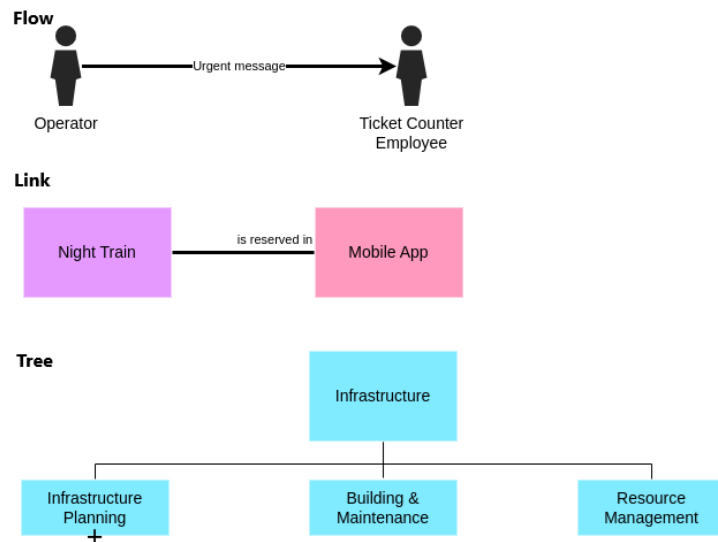 Flow
Urgent message
Operator
Ticket Counter
Employee
Link
Night Train
is reserved in
Mobile App
Tree
Infrastructure
Infrastructure
Planning
Building &
Maintenance
Resource
Management